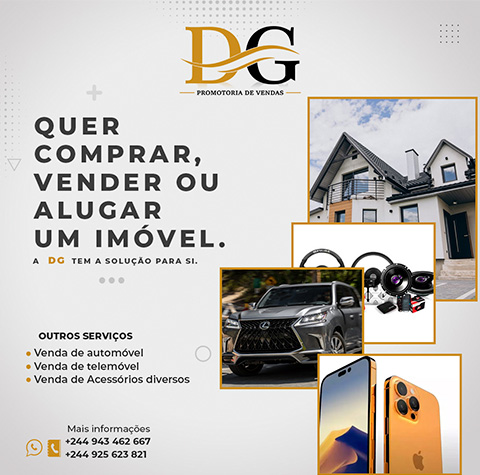 DG
PROMOTORIA DE VENDAS
QUER
COMPRAR,
VENDER OU
ALUGAR
UM IMÓVEL.
A DG TEM A SOLUÇÃO PARA SI.
OUTROS SERVIÇOS
• Venda de automóvel
• Venda de telemóvel
• Venda de Acessórios diversos
Mais informações
+244 943 462 667
+244 925 623 821